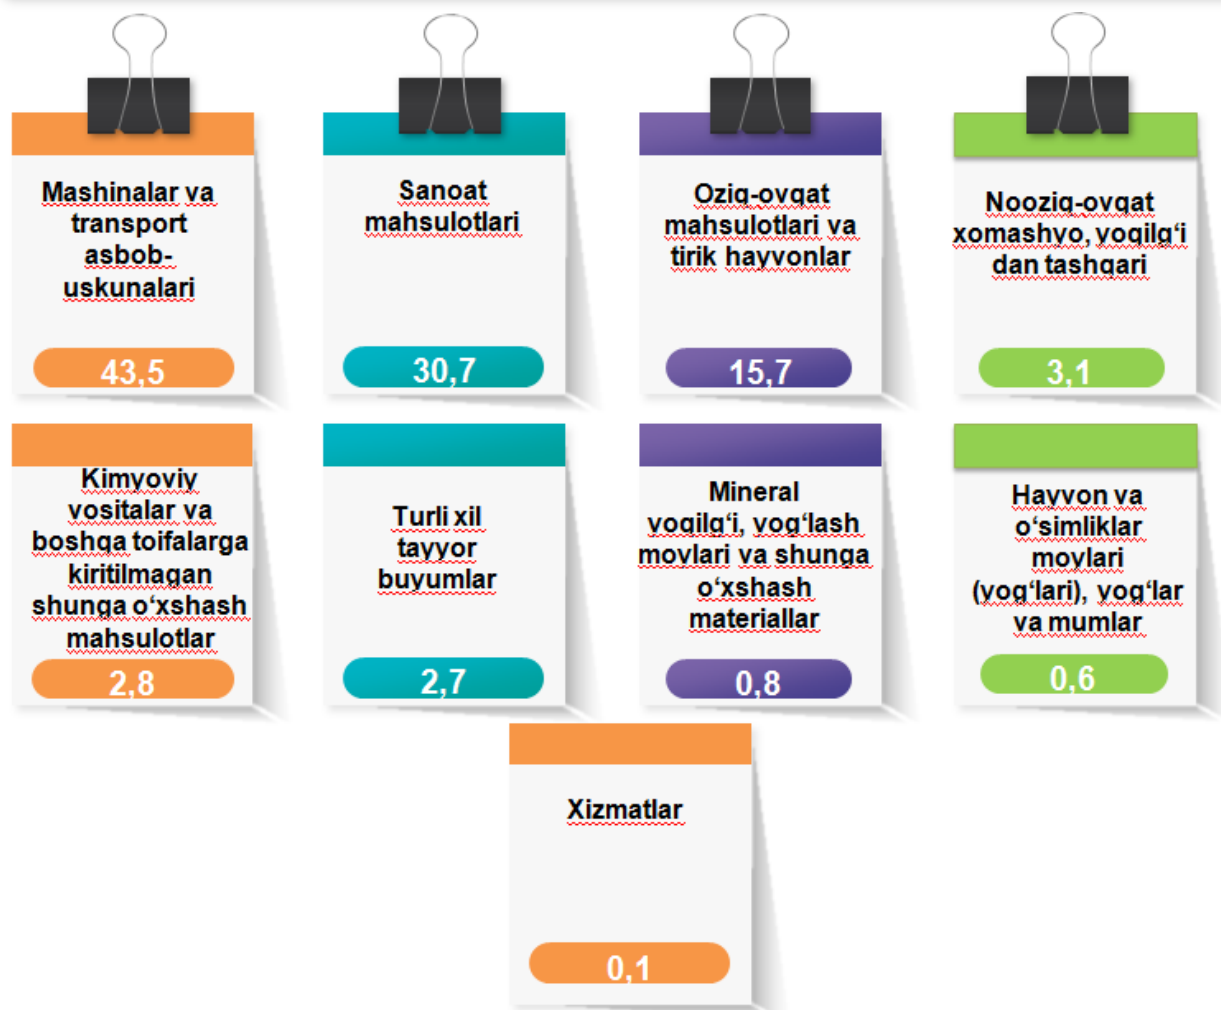 Mashinalar va
transport
asbob-
uskunalari
43,5
Sanoat
mahsulotlari
30,7
Oziq-ovqat
mahsulotlari va
tirik hayvonlar
15,7
Nooziq-ovqat
xomashyo, yoqilg‘i
dan tashqari
3,1
Kimyoviy
vositalar va
boshqa toifalarga
kiritilmagan
shunga o‘xshash
mahsulotlar
2,8
Turli xil
tayyor
buyumlar
2,7
Mineral
yoqilg‘i, yog‘lash
moylari va shunga
o‘xshash
materiallar
0,8
Hayvon va
o‘simliklar
moylari
(yog‘lari), yog‘lar
va mumlar
0,6
Xizmatlar
0,1